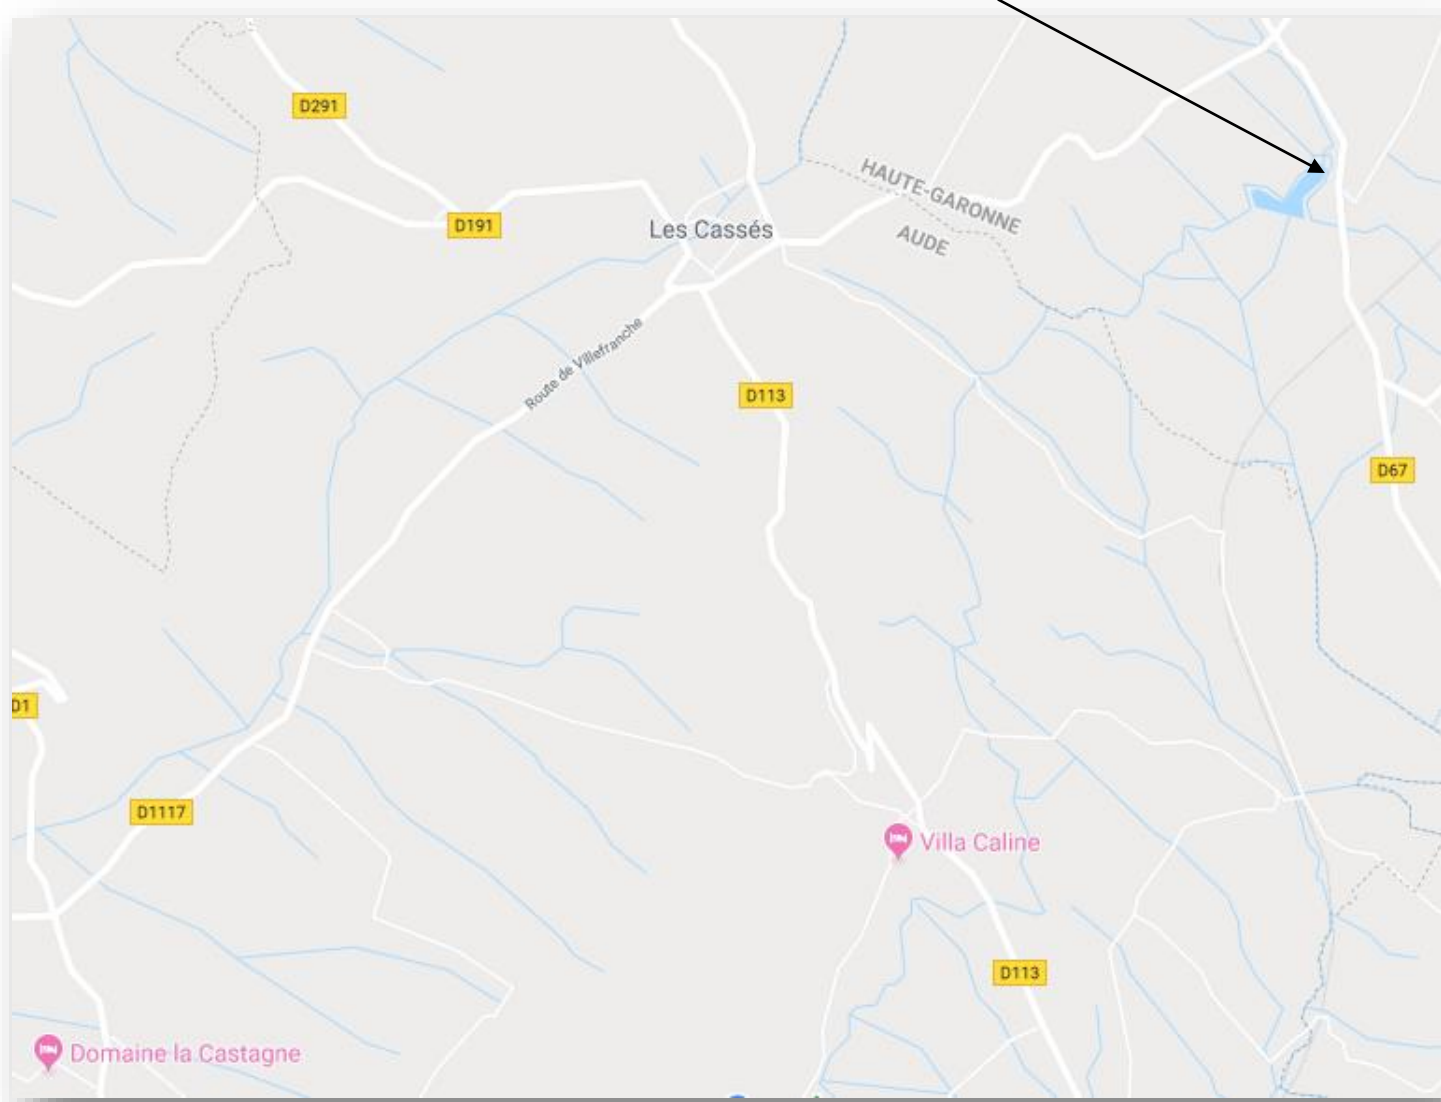 D291
HAUTE-GARONNE
D191
Les Cassés
AUDE
Route de Villefranche
D113
D67
D1
D1117
Villa Caline
D113
Domaine la Castagne